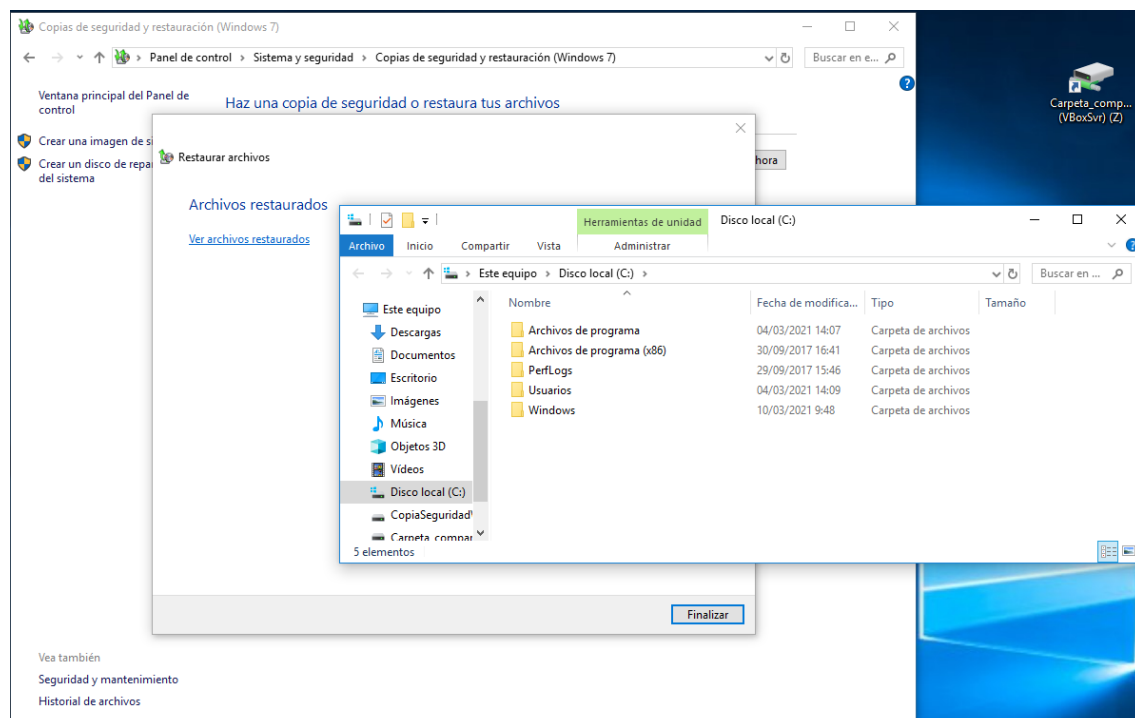 Copias de seguridad y restauración (Windows 7)
Panel de control > Sistema y seguridad > Copias de seguridad y restauración (Windows 7)
Buscar en e...
Ventana principal del Panel de
control
Haz una copia de seguridad o restaura tus archivos
Carpeta_comp...
(VBoxSvr) (Z)
Crear una imagen de si
Crear un disco de repa
del sistema
hora
Restaurar archivos
Archivos restaurados
Ver archivos restaurados
Herramientas de unidad
Disco local (C:)
Archivo
Inicio
Compartir
Vista
Administrar
Este equipo > Disco local (C:) >
Buscar en ...
Nombre
Fecha de modifica...
Tipo
Tamaño
Archivos de programa 04/03/2021 14:07 Carpeta de archivos
Archivos de programa (x86) 30/09/2017 16:41 Carpeta de archivos
PerfLogs 29/09/2017 15:46 Carpeta de archivos
Usuarios 04/03/2021 14:09 Carpeta de archivos
Windows 10/03/2021 9:48 Carpeta de archivos
Este equipo
Descargas
Documentos
Escritorio
Imágenes
Música
Objetos 3D
Vídeos
Disco local (C:)
CopiaSeguridad
Carpeta_compar
5 elementos
Finalizar
Vea también
Seguridad y mantenimiento
Historial de archivos